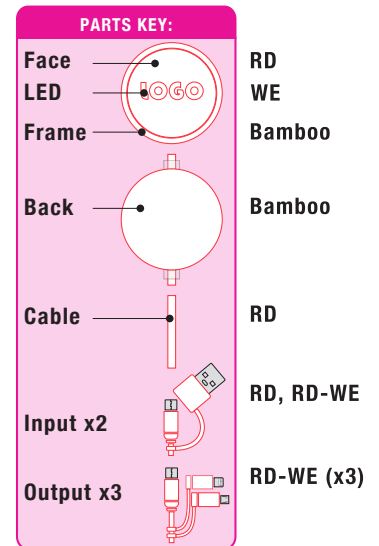 PARTS KEY:
Face RD
LOGO
LED WE
Frame Bamboo
Back Bamboo
Cable RD
Input x2 RD, RD-WE
Output x3 RD-WE (x3)